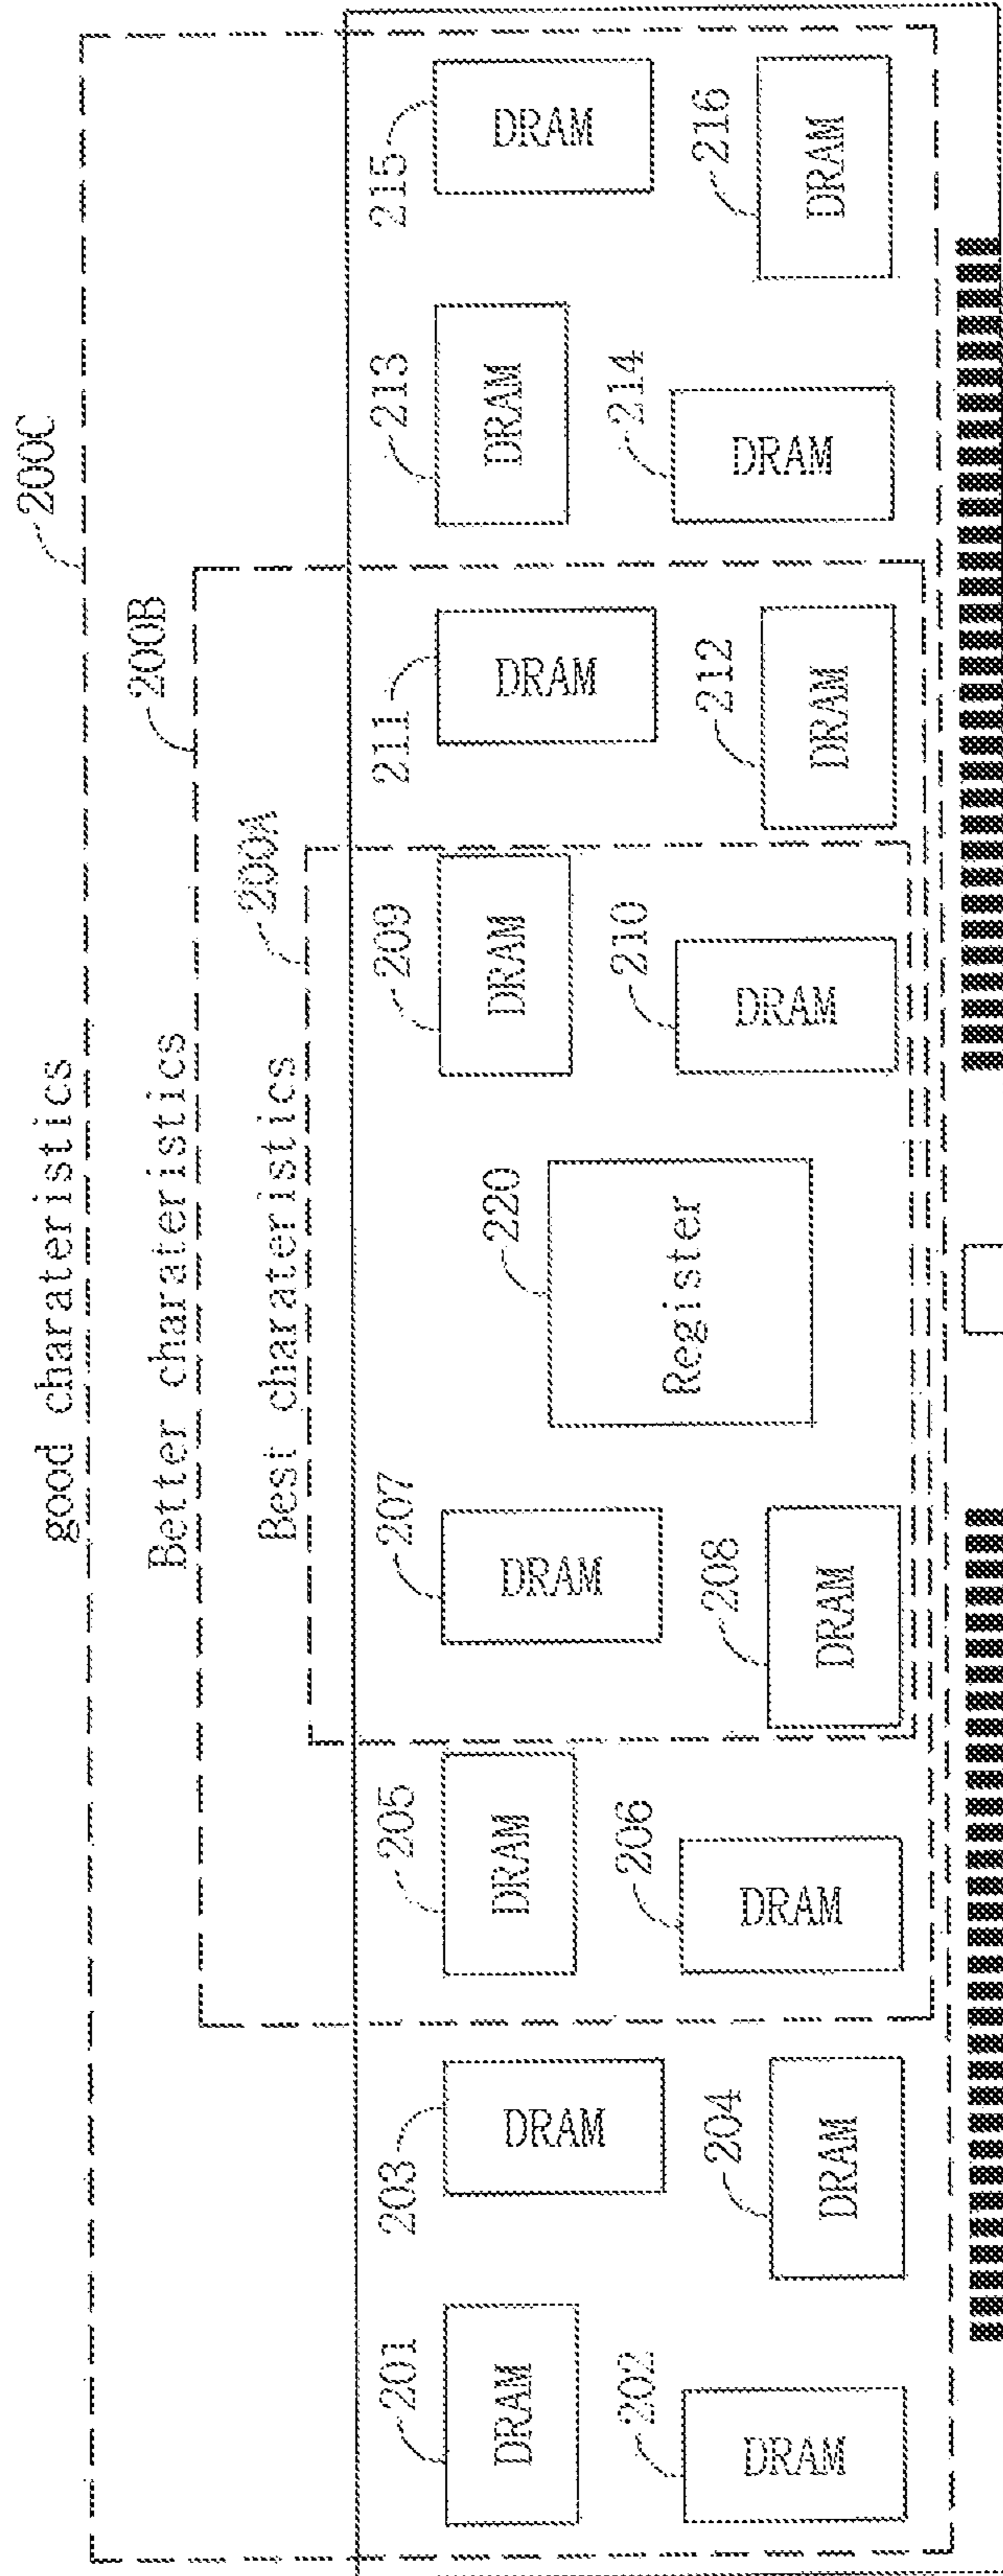 200C
good charateristics
200B
Better charateristics
200A
Best charateristics
201
203
205
207
209
211
213
215
DRAM
DRAM
DRAM
DRAM
DRAM
DRAM
DRAM
DRAM
220
Register
202
204
206
208
210
212
214
216
DRAM
DRAM
DRAM
DRAM
DRAM
DRAM
DRAM
DRAM